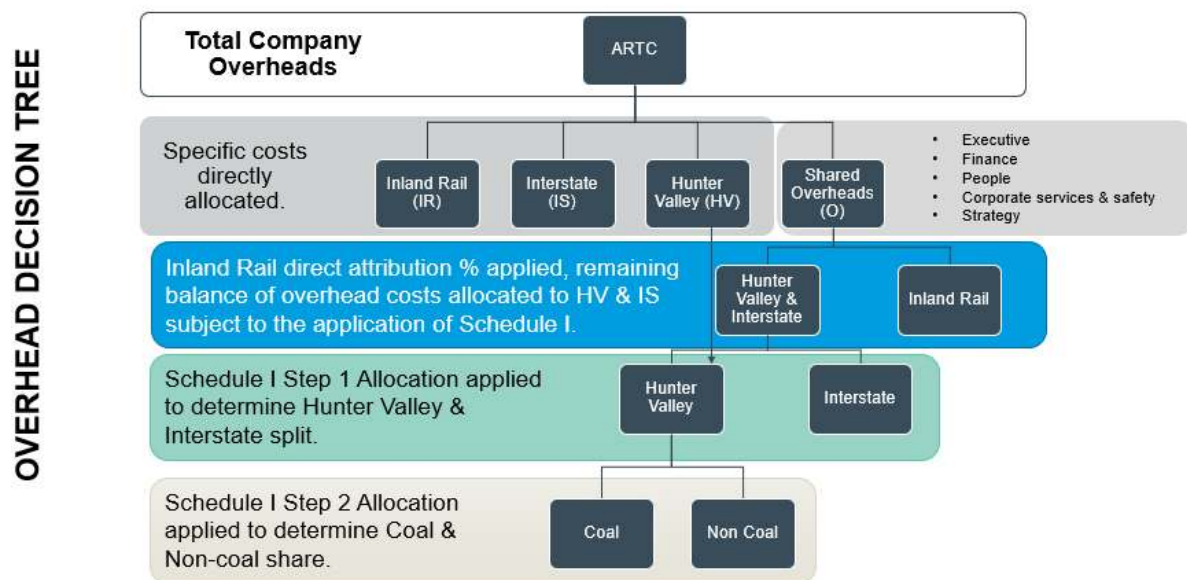 OVERHEAD DECISION TREE
Total Company
Overheads
ARTC
Specific costs
directly
allocated.
Inland Rail
(IR)
Interstate
(IS)
Hunter
Valley (HV)
Shared
Overheads
(O)
• Executive
• Finance
• People
• Corporate services & safety
• Strategy
Inland Rail direct attribution % applied, remaining
balance of overhead costs allocated to HV & IS
subject to the application of Schedule I.
Hunter
Valley &
Interstate
Inland Rail
Schedule I Step 1 Allocation applied
to determine Hunter Valley &
Interstate split.
Hunter
Valley
Interstate
Schedule I Step 2 Allocation
applied to determine Coal &
Non-coal share.
Coal
Non Coal